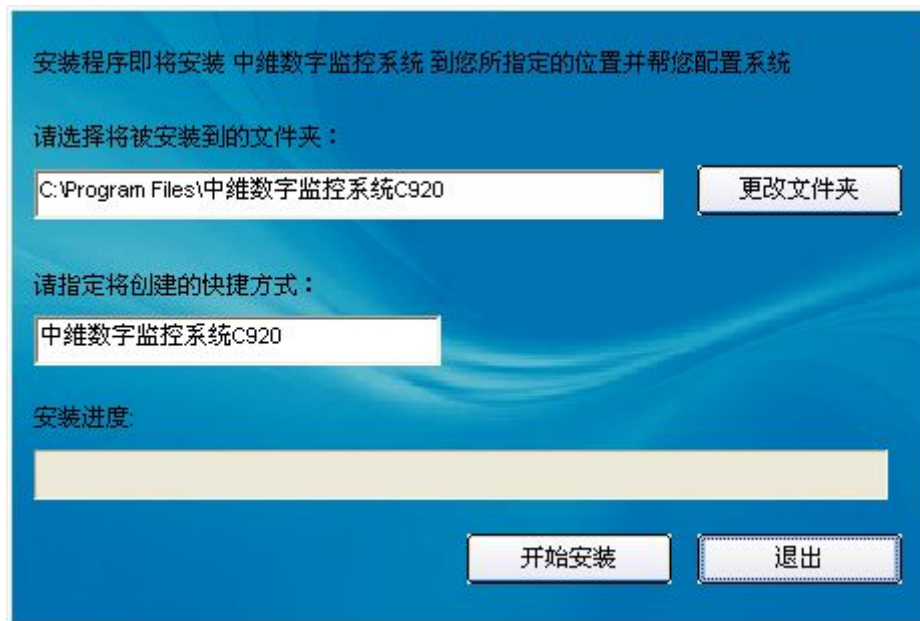 安装程序即将安装 中维数字监控系统 到您所指定的位置并帮您配置系统
请选择将被安装到的文件夹：
C:\Program Files\中维数字监控系统C920
更改文件夹
请指定将创建的快捷方式：
中维数字监控系统C920
安装进度:
开始安装
退出